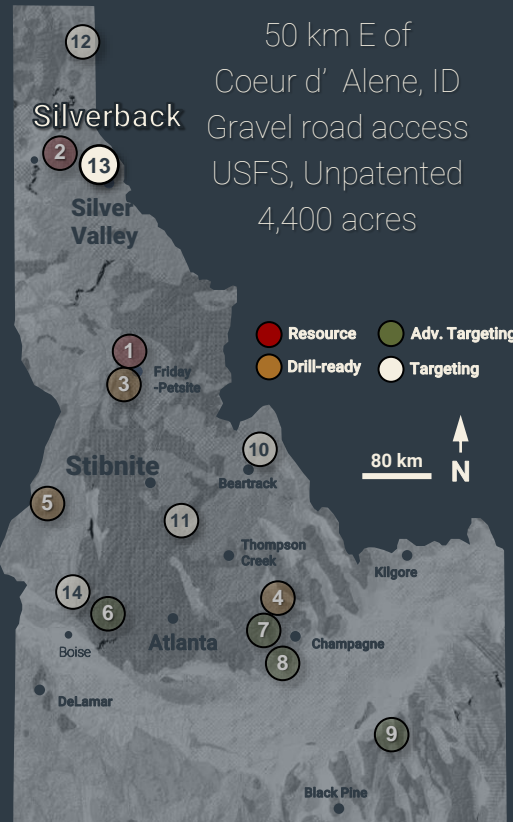 50 km E of
Coeur d' Alene, ID
Gravel road access
USFS, Unpatented
4,400 acres
12
Silverback
2
13
Silver
Valley
Resource
Adv. Targeting
Drill-ready
Targeting
1
3
Friday
-Petsite
80 km
N
10
Stibnite
Beartrack
5
11
Thompson
Creek
Kilgore
14
6
4
7
Atlanta
Champagne
Boise
8
DeLamar
9
Black Pine